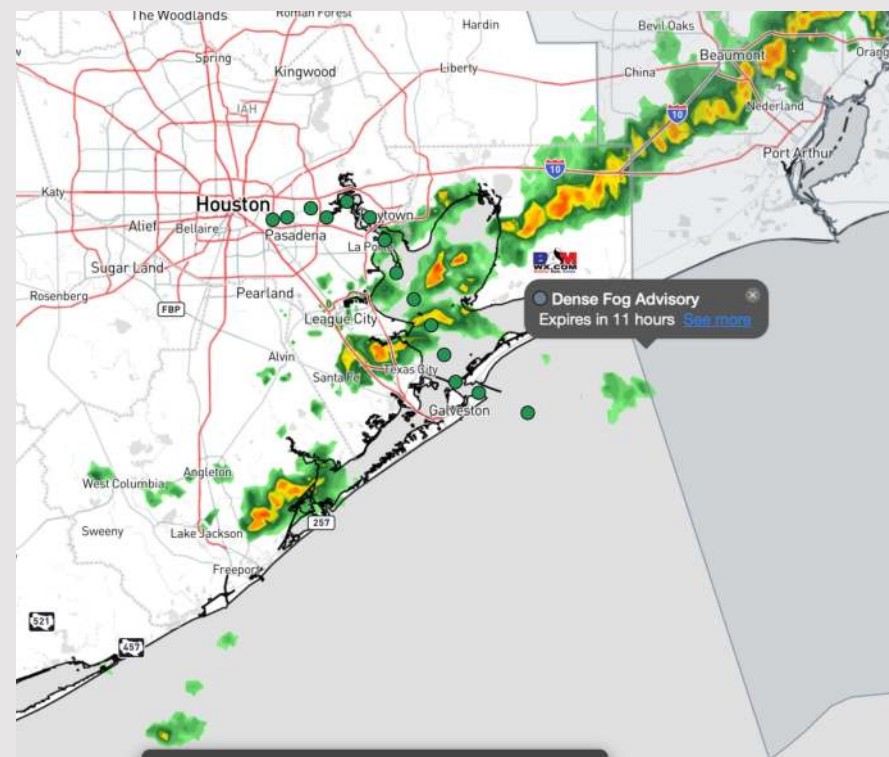 The Woodlands
Roman Forest
Hardin
Bevil Oaks
Spring
Kingwood
Liberty
China
Beaumont
Orang
IAH
Nederland
10
10
Port Arthur
Katy
Houston
ytown
Alief
Bellaire
Pasadena
La Porte
Sugar Land
BMWX.COM
Rosenberg
Pearland
FBP
League City
Dense Fog Advisory
Expires in 11 hours See more
Alvin
Santa Fe
Texas City
Galveston
Angleton
West Columbia
257
Sweeny
Lake Jackson
Freeport
521
457